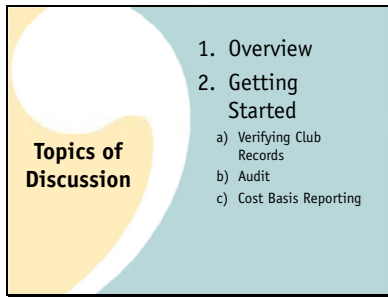 Topics of
Discussion
1. Overview
2. Getting
Started
a) Verifying Club
Records
b) Audit
c) Cost Basis Reporting